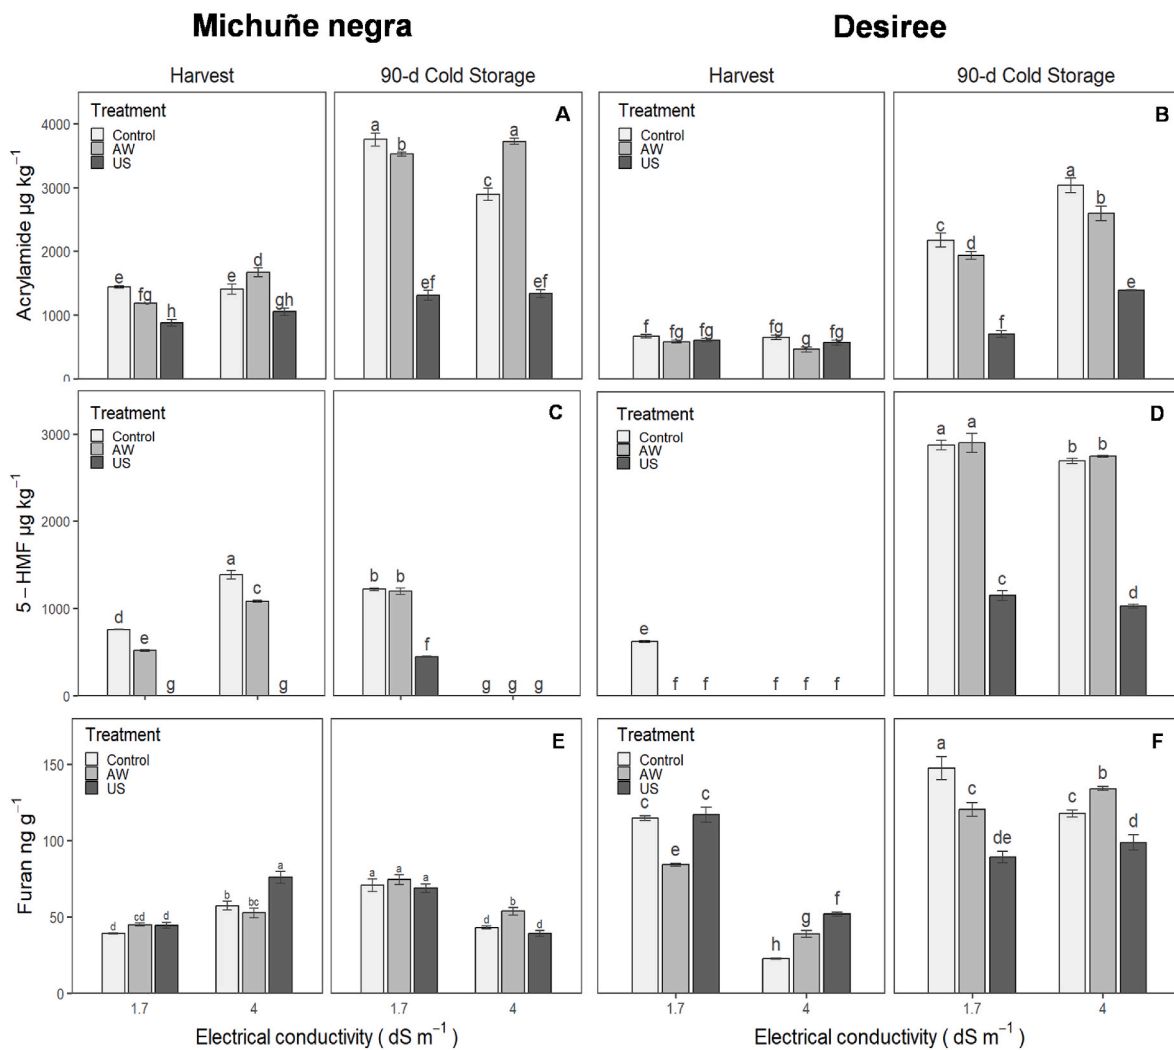 Michuñe negra Desiree
Harvest 90-d Cold Storage Harvest 90-d Cold Storage
Acrylamide µg kg⁻¹
4000
3000
2000
1000
0
Treatment
Control
AW
US
e fg h e d gh
A
a b ef c a ef
Treatment
Control
AW
US
f fg fg fg g fg
B
c d f a b e
5 – HMF µg kg⁻¹
3000
2000
1000
0
Treatment
Control
AW
US
d e g a c g
C
b b f g g g
Treatment
Control
AW
US
e f f f f f
D
a a c b b d
Furan ng g⁻¹
150
100
50
0
Treatment
Control
AW
US
d cd d b bc a
E
a a a d b d
Treatment
Control
AW
US
c e c h g f
F
a c de c b d
1.7 4 1.7 4 1.7 4 1.7 4
Electrical conductivity ( dS m⁻¹) Electrical conductivity ( dS m⁻¹)